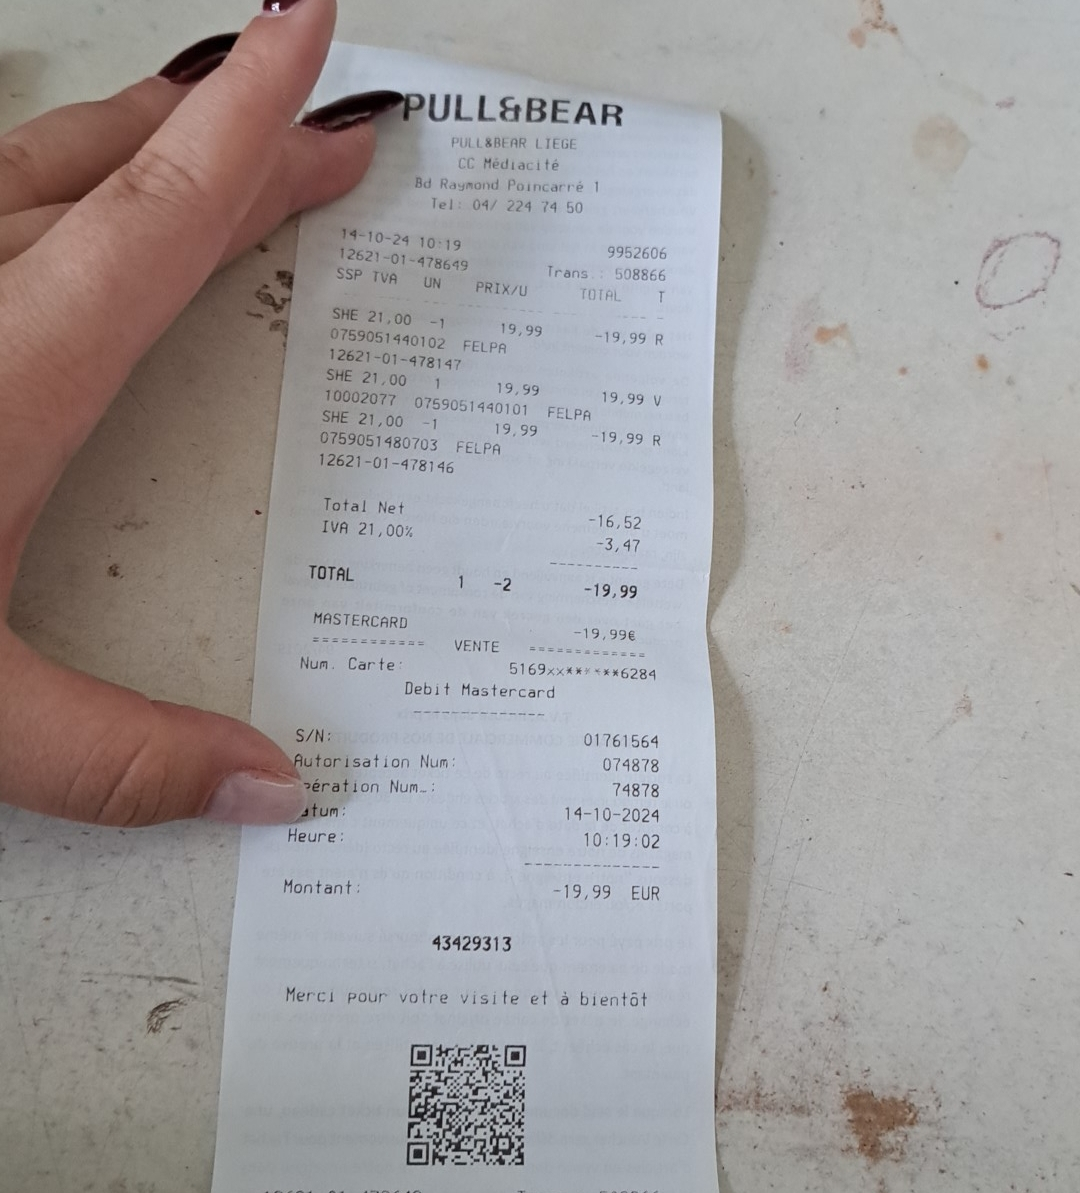 PULL&BEAR
PULL&BEAR LIEGE
CC Médiacité
Bd Raymond Poincarré 1
Tel: 04/ 224 74 50
14-10-24 10:19 9952606
12621-01-478649 Trans.: 508866
SSP TVA UN PRIX/U TOTAL T
SHE 21,00 -1 19,99 -19,99 R
0759051440102 FELPA
12621-01-478147
SHE 21,00 1 19,99 19,99 V
10002077 0759051440101 FELPA
SHE 21,00 -1 19,99 -19,99 R
0759051480703 FELPA
12621-01-478146
Total Net -16,52
IVA 21,00% -3,47
TOTAL 1 -2 -19,99
MASTERCARD -19,99€
============ VENTE =============
Num. Carte: 5169xx******6284
Debit Mastercard
S/N: 01761564
Autorisation Num: 074878
ération Num.: 74878
atum: 14-10-2024
Heure: 10:19:02
Montant: -19,99 EUR
43429313
Merci pour votre visite et à bientôt